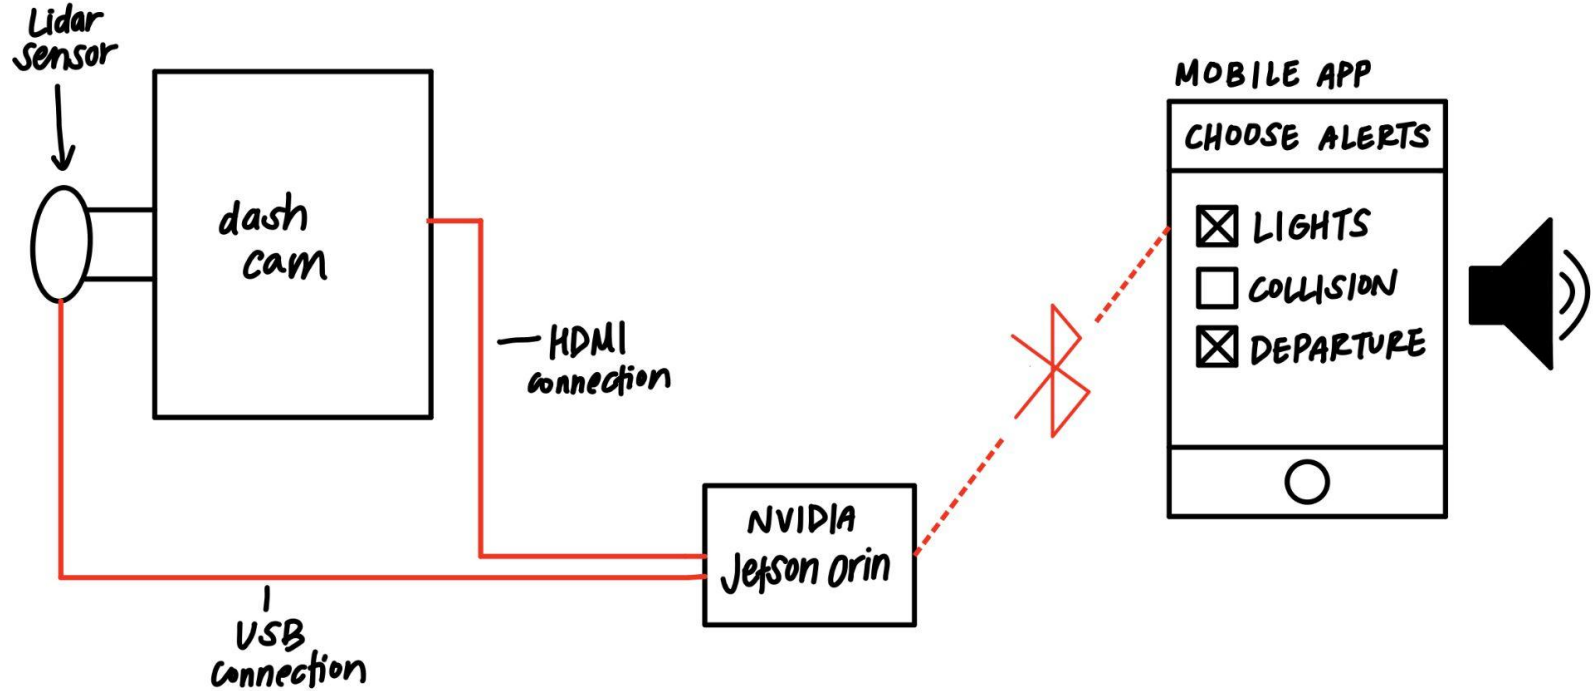 Lidar
sensor
dash
cam
HDMI
connection
USB
connection
NVIDIA
Jetson Orin
MOBILE APP
CHOOSE ALERTS
LIGHTS
COLLISION
DEPARTURE